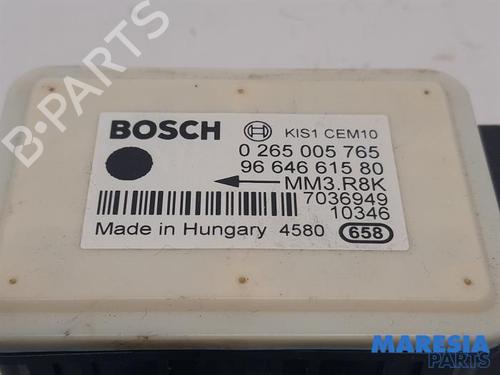 BOSCH KIS1 CEM10
0 265 005 765
96 646 615 80
MM3.R8K
7036949
10346
Made in Hungary 4580 658
B-PARTS
MARESIA
PARTS